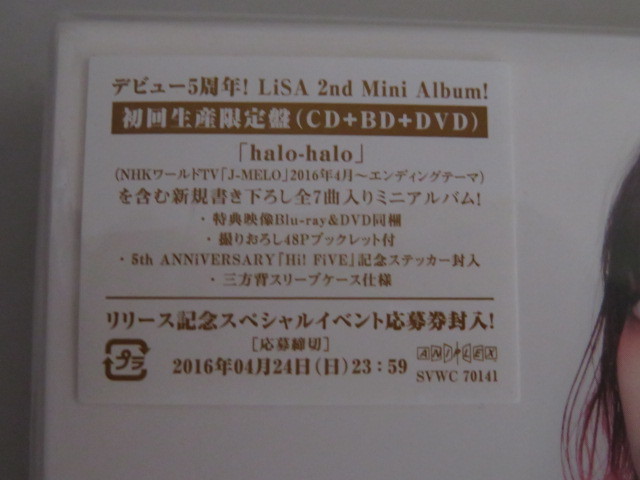 デビュー5周年! LiSA 2nd Mini Album!
初回生産限定盤(CD+BD+DVD)
「halo-halo」
(NHKワールドTV「J-MELO」2016年4月〜エンディングテーマ)
を含む新規書き下ろし全7曲入りミニアルバム!
・特典映像Blu-ray&DVD同梱
・撮りおろし48Pブックレット付
・5th ANNiVERSARY「Hi! FiVE」記念ステッカー封入
・三方背スリーブケース仕様
リリース記念スペシャルイベント応募券封入!
[応募締切]
2016年04月24日(日)23:59
プラ
ANIPLEX
SVWC 70141